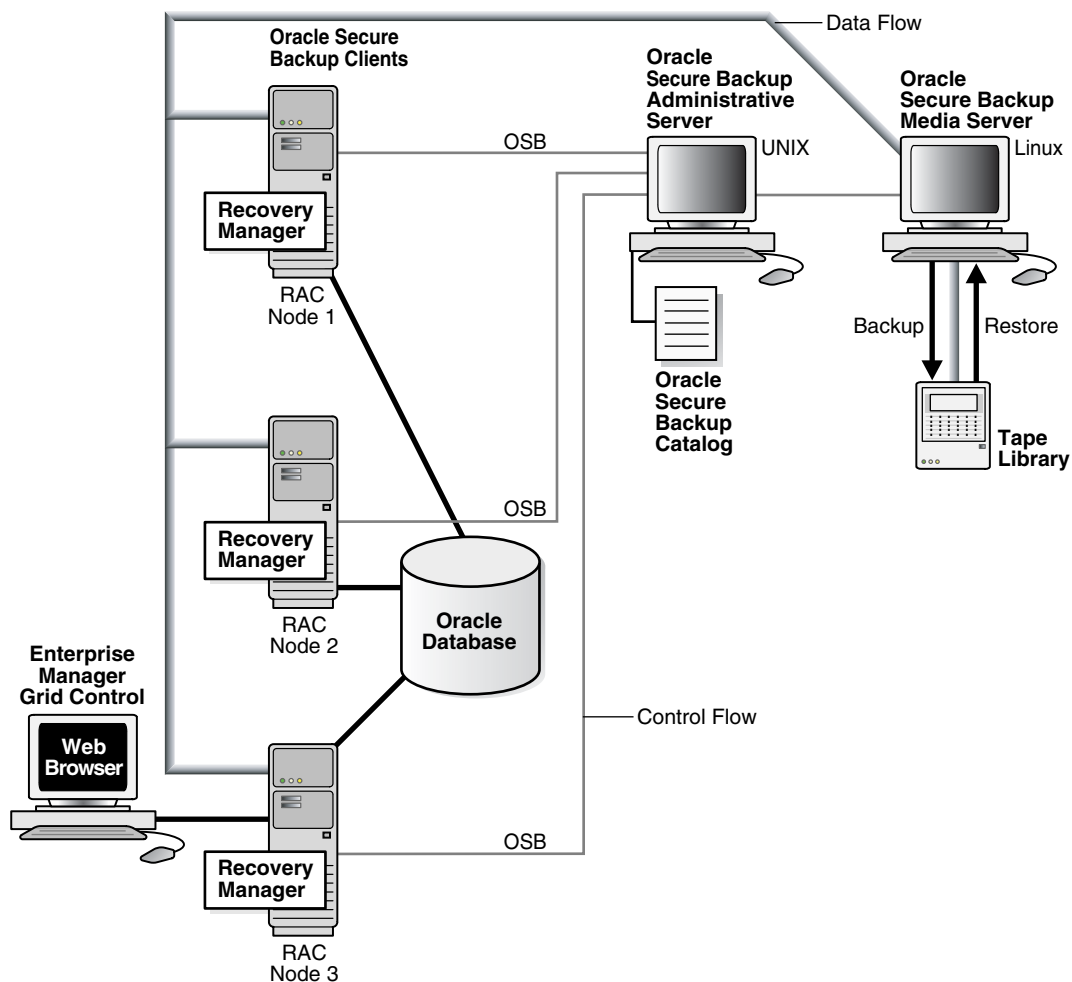 Data Flow
Oracle Secure
Backup Clients
Oracle
Secure Backup
Administrative
Server
Oracle
Secure Backup
Media Server
OSB
UNIX
Linux
Recovery
Manager
RAC
Node 1
Backup
Restore
Oracle
Secure
Backup
Catalog
Tape
Library
OSB
Recovery
Manager
RAC
Node 2
Oracle
Database
Enterprise
Manager
Grid Control
Web
Browser
Control Flow
OSB
Recovery
Manager
RAC
Node 3